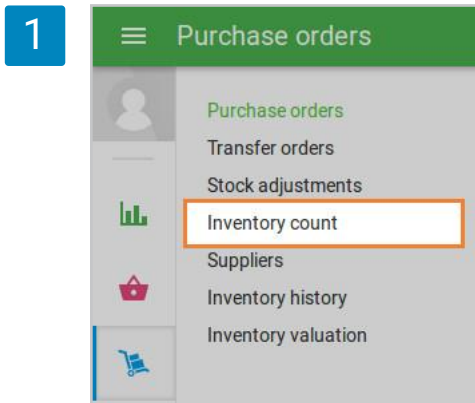 1
Purchase orders
Purchase orders
Transfer orders
Stock adjustments
Inventory count
Suppliers
Inventory history
Inventory valuation